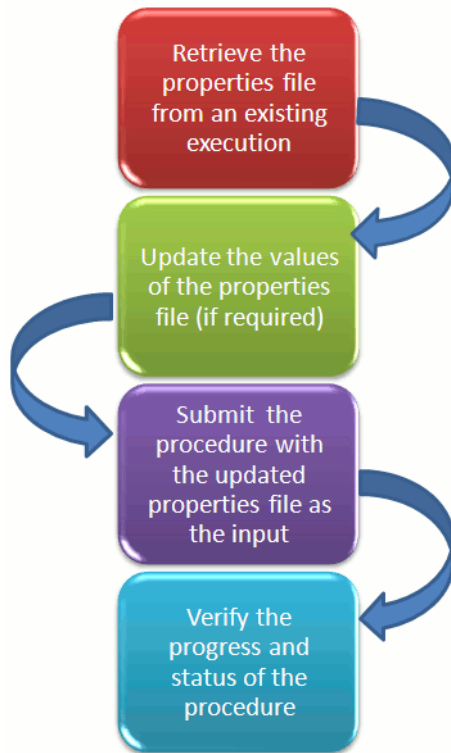 Retrieve the
properties file
from an existing
execution
Update the values
of the properties
file (if required)
Submit the
procedure with
the updated
properties file as
the input
Verify the
progress and
status of the
procedure